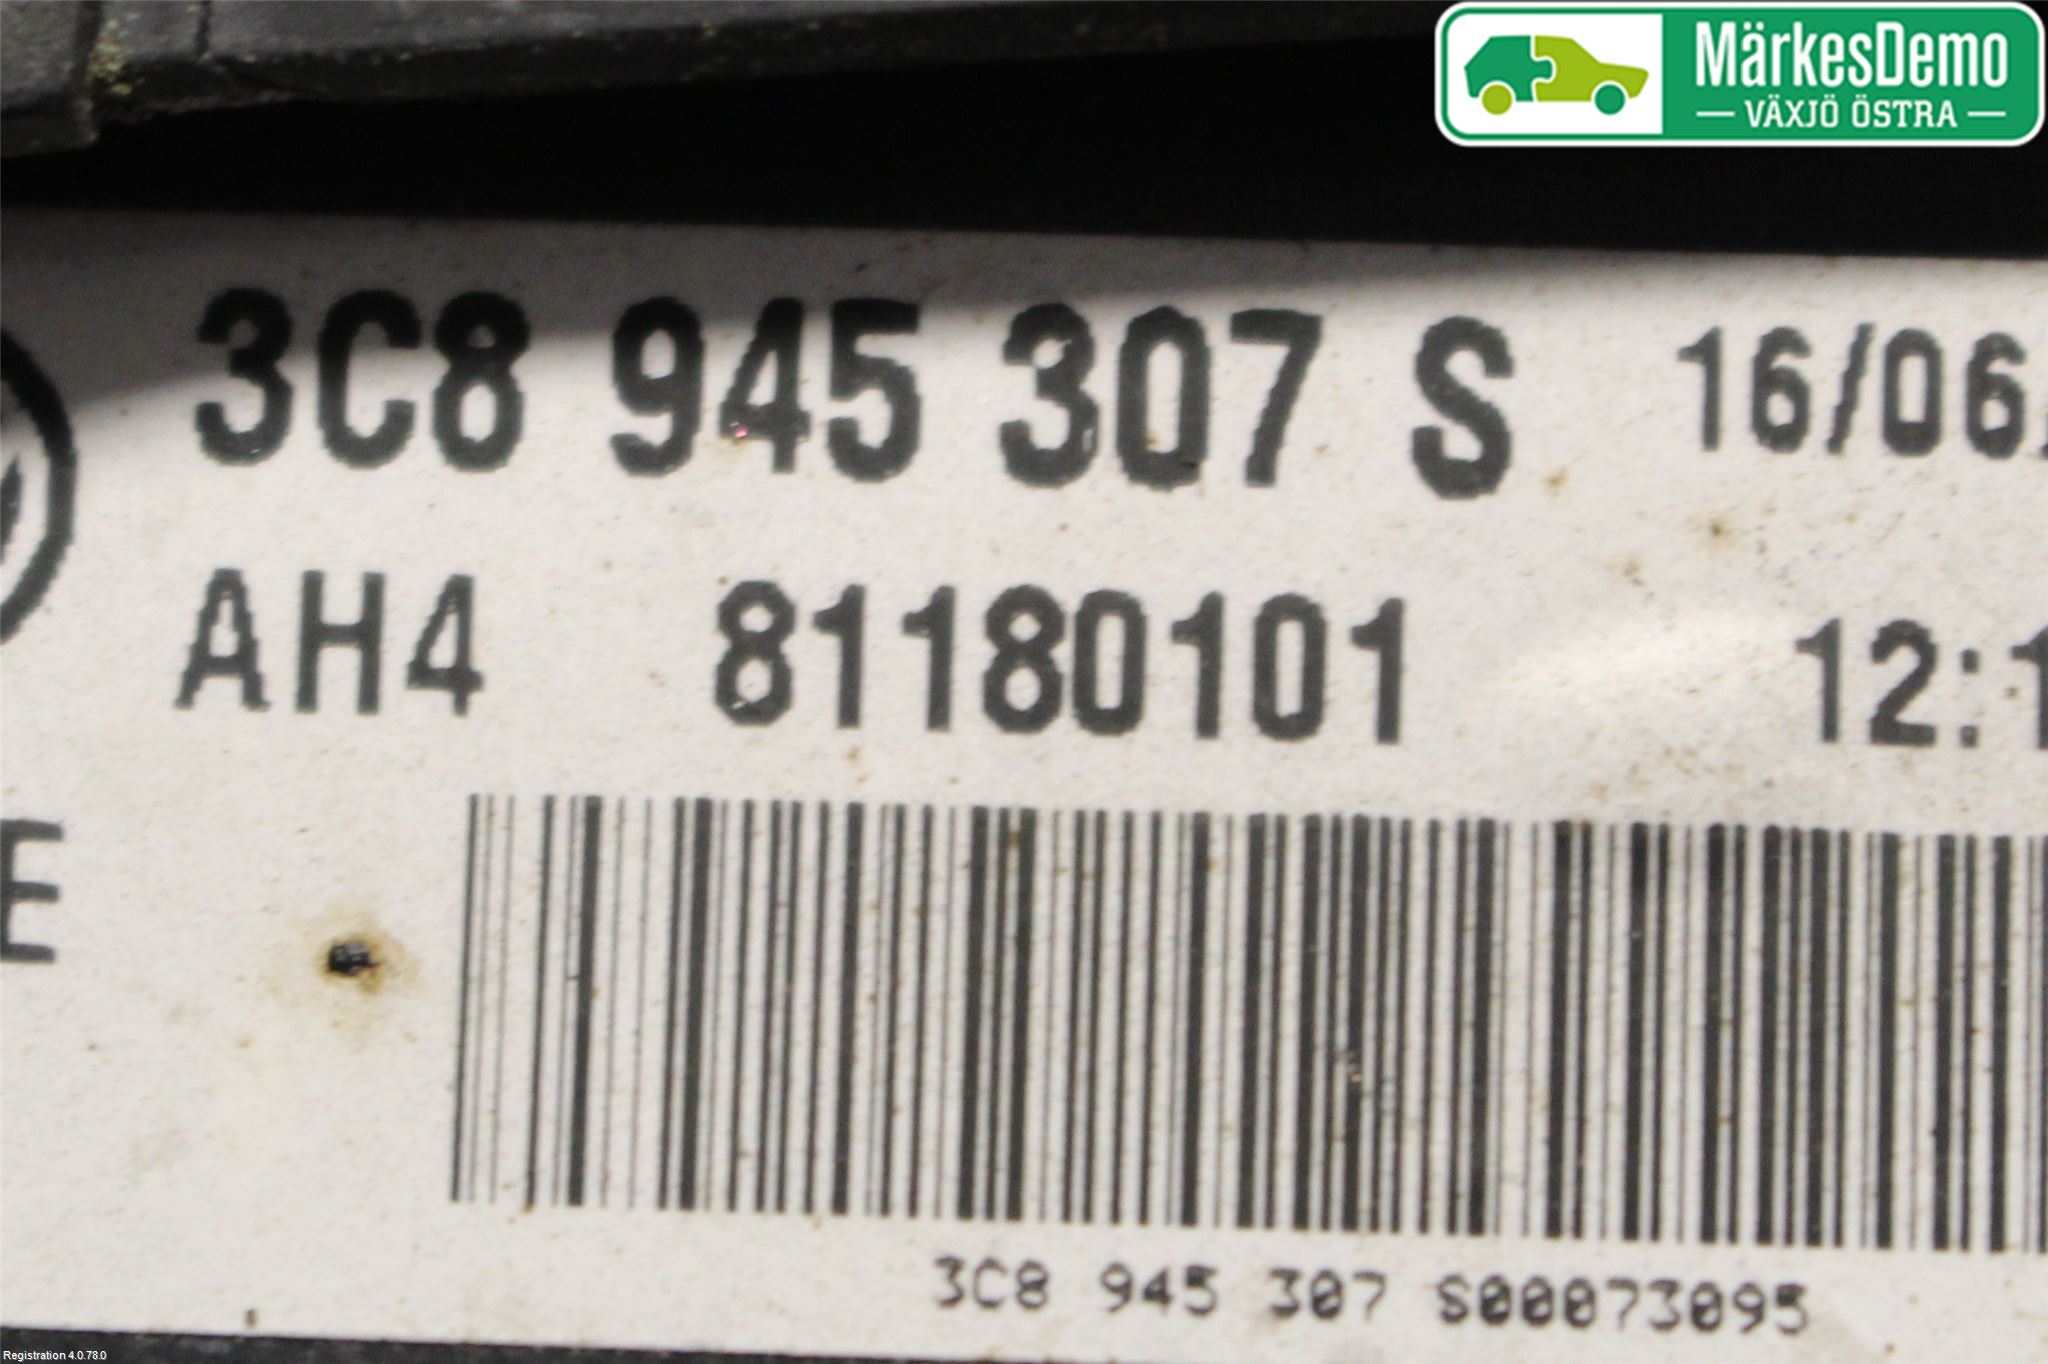 MärkesDemo
— VÄXJÖ ÖSTRA —
3C8 945 307 S 16/06
AH4 81180101 12:1
E
3C8 945 307 S00073095
Registration 4.0.78.0